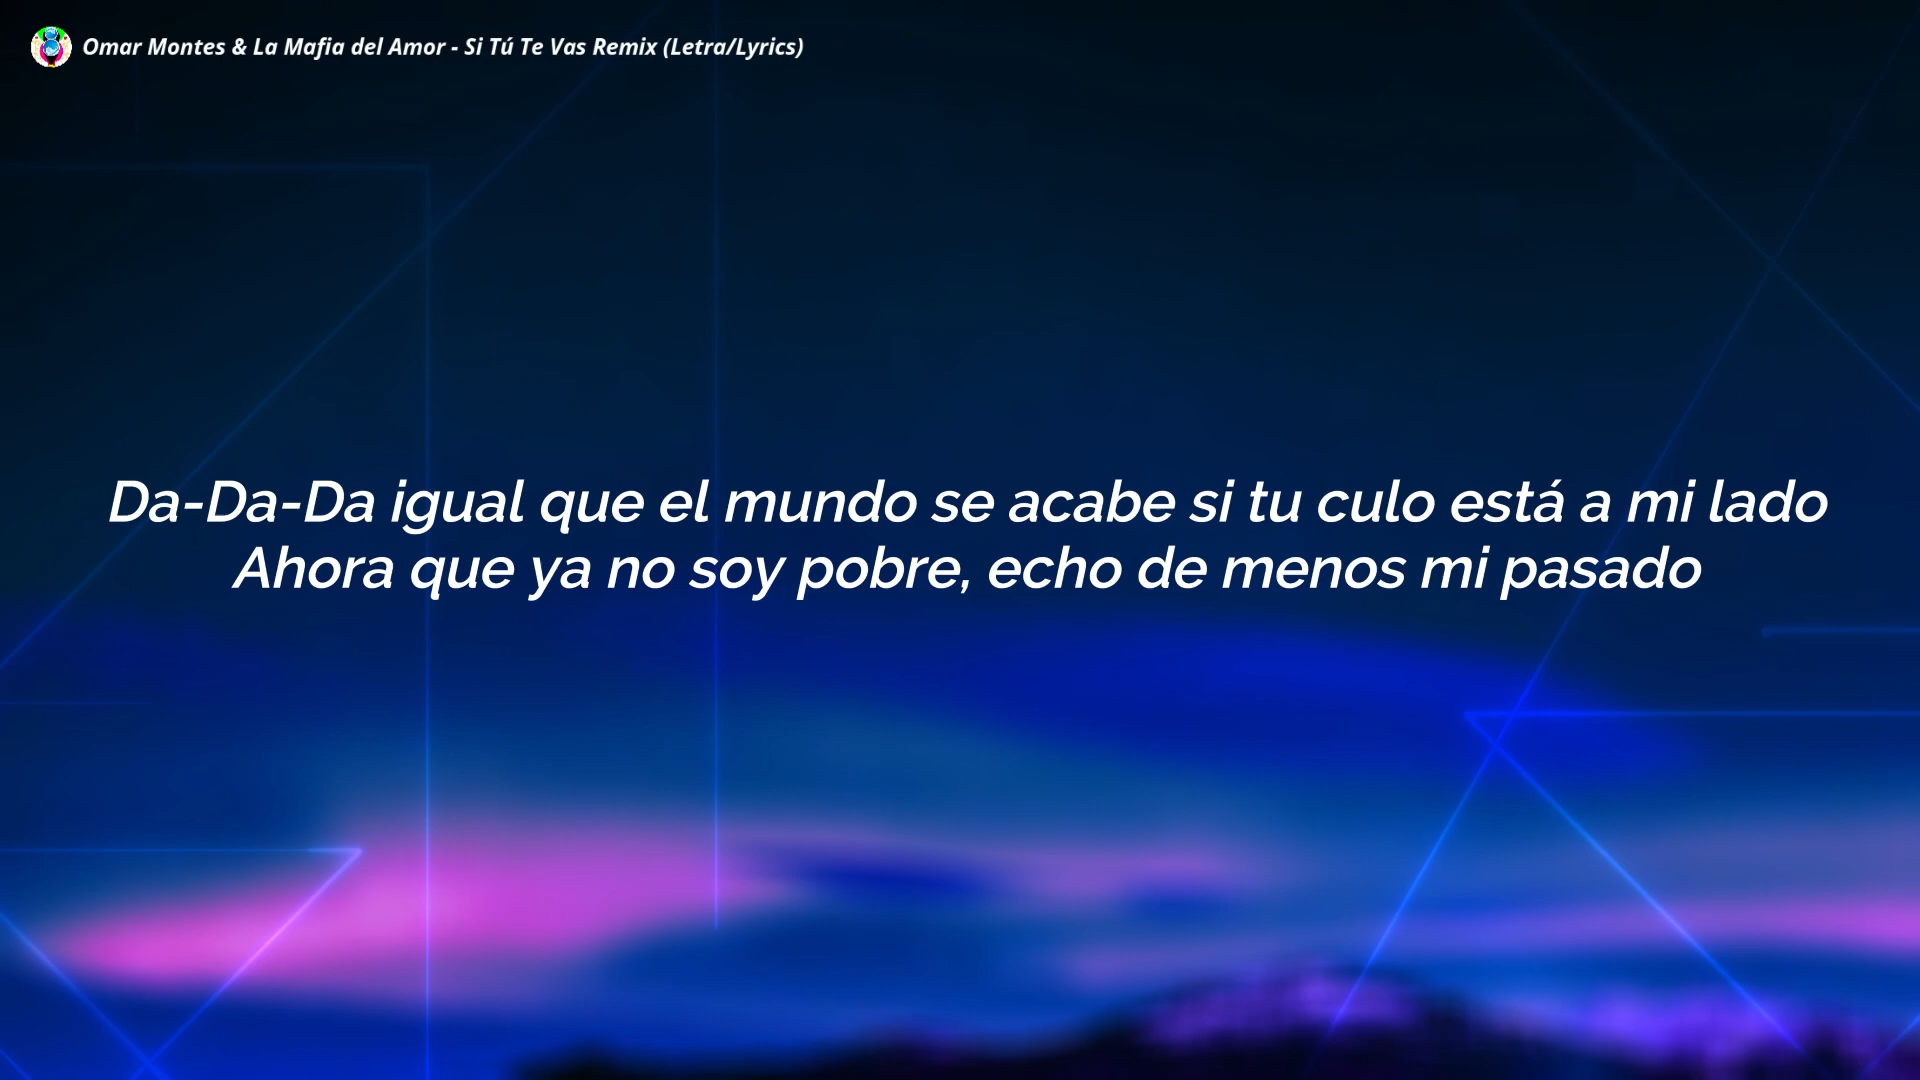 Omar Montes & La Mafia del Amor - Si Tú Te Vas Remix (Letra/Lyrics)
Da-Da-Da igual que el mundo se acabe si tu culo está a mi lado
Ahora que ya no soy pobre, echo de menos mi pasado